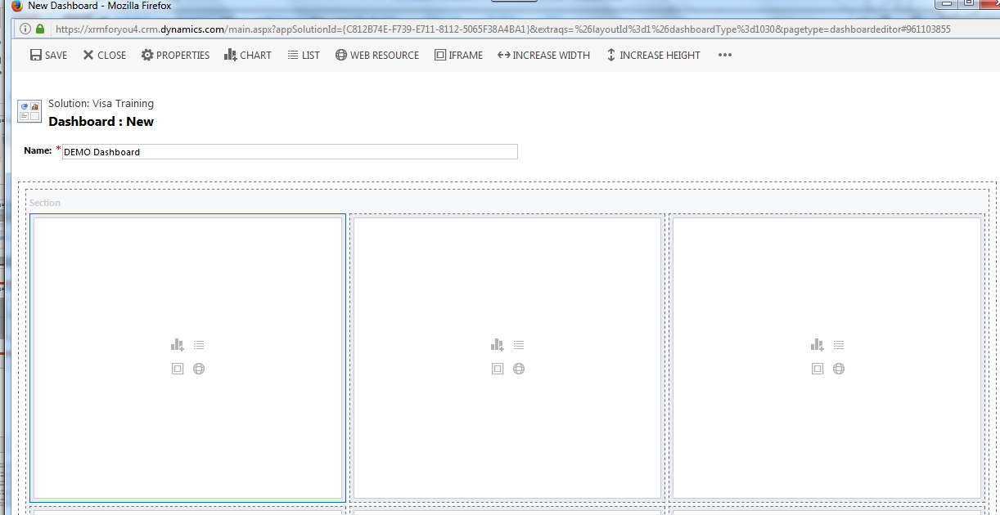 New Dashboard - Mozilla Firefox
https://xrmforyou4.crm.dynamics.com/main.aspx?appSolutionId={C812B74E-F739-E711-8112-5065F38A4BA1}&extraqs=%26layoutId%3d1%26dashboardType%3d1030&pagetype=dashboardeditor#961103855
SAVE CLOSE PROPERTIES CHART LIST WEB RESOURCE IFRAME INCREASE WIDTH INCREASE HEIGHT •••
Solution: Visa Training
Dashboard : New
Name: * DEMO Dashboard
Section